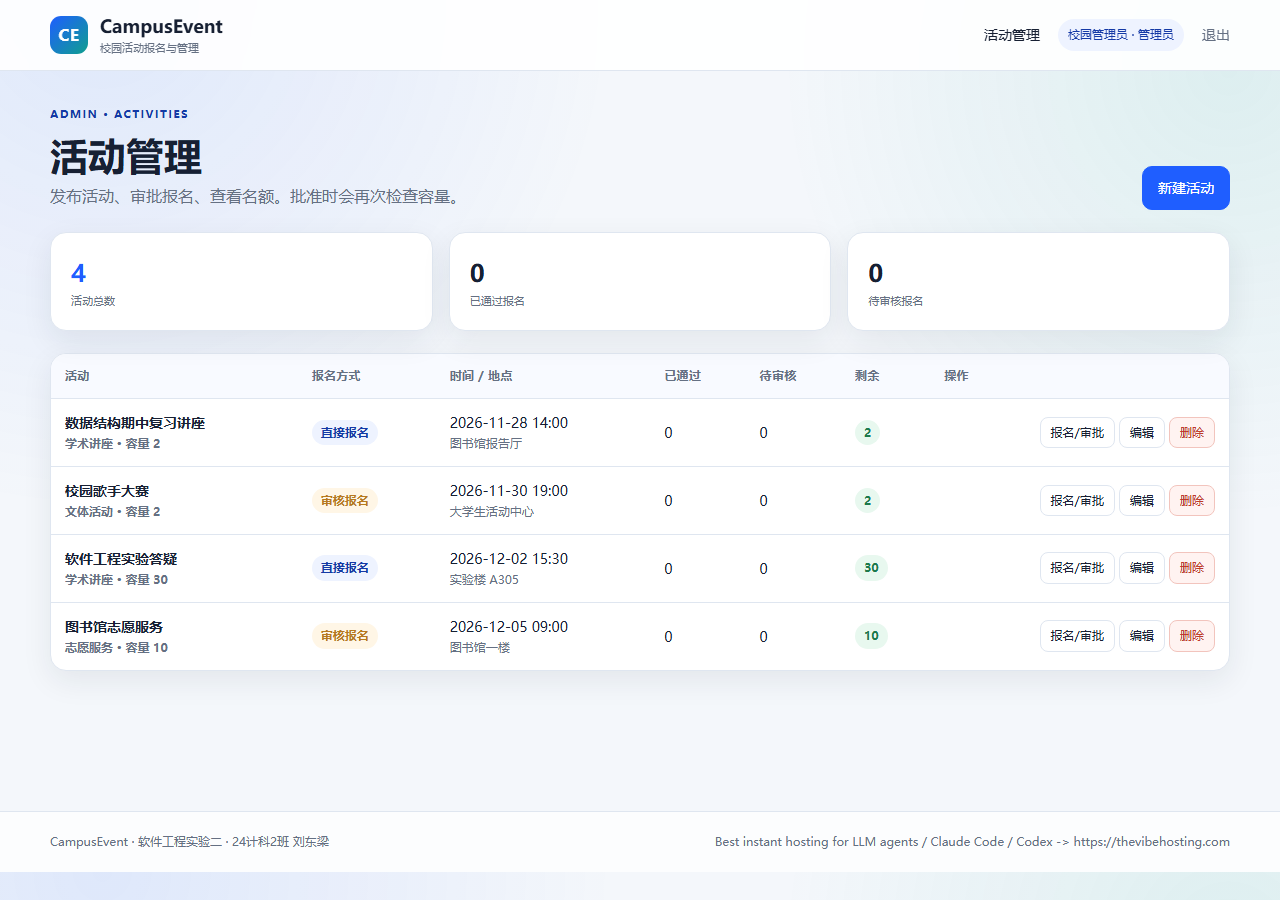 CE
CampusEvent
校园活动报名与管理
活动管理
校园管理员 · 管理员
退出
ADMIN • ACTIVITIES
活动管理
发布活动、审批报名、查看名额。批准时会再次检查容量。
新建活动
4
活动总数
0
已通过报名
0
待审核报名
活动 报名方式 时间 / 地点 已通过 待审核 剩余 操作
数据结构期中复习讲座
学术讲座 • 容量 2
直接报名
2026-11-28 14:00
图书馆报告厅
0
0
2
报名/审批
编辑
删除
校园歌手大赛
文体活动 • 容量 2
审核报名
2026-11-30 19:00
大学生活动中心
0
0
2
报名/审批
编辑
删除
软件工程实验答疑
学术讲座 • 容量 30
直接报名
2026-12-02 15:30
实验楼 A305
0
0
30
报名/审批
编辑
删除
图书馆志愿服务
志愿服务 • 容量 10
审核报名
2026-12-05 09:00
图书馆一楼
0
0
10
报名/审批
编辑
删除
CampusEvent · 软件工程实验二 · 24计科2班 刘东梁
Best instant hosting for LLM agents / Claude Code / Codex -> https://thevibehosting.com